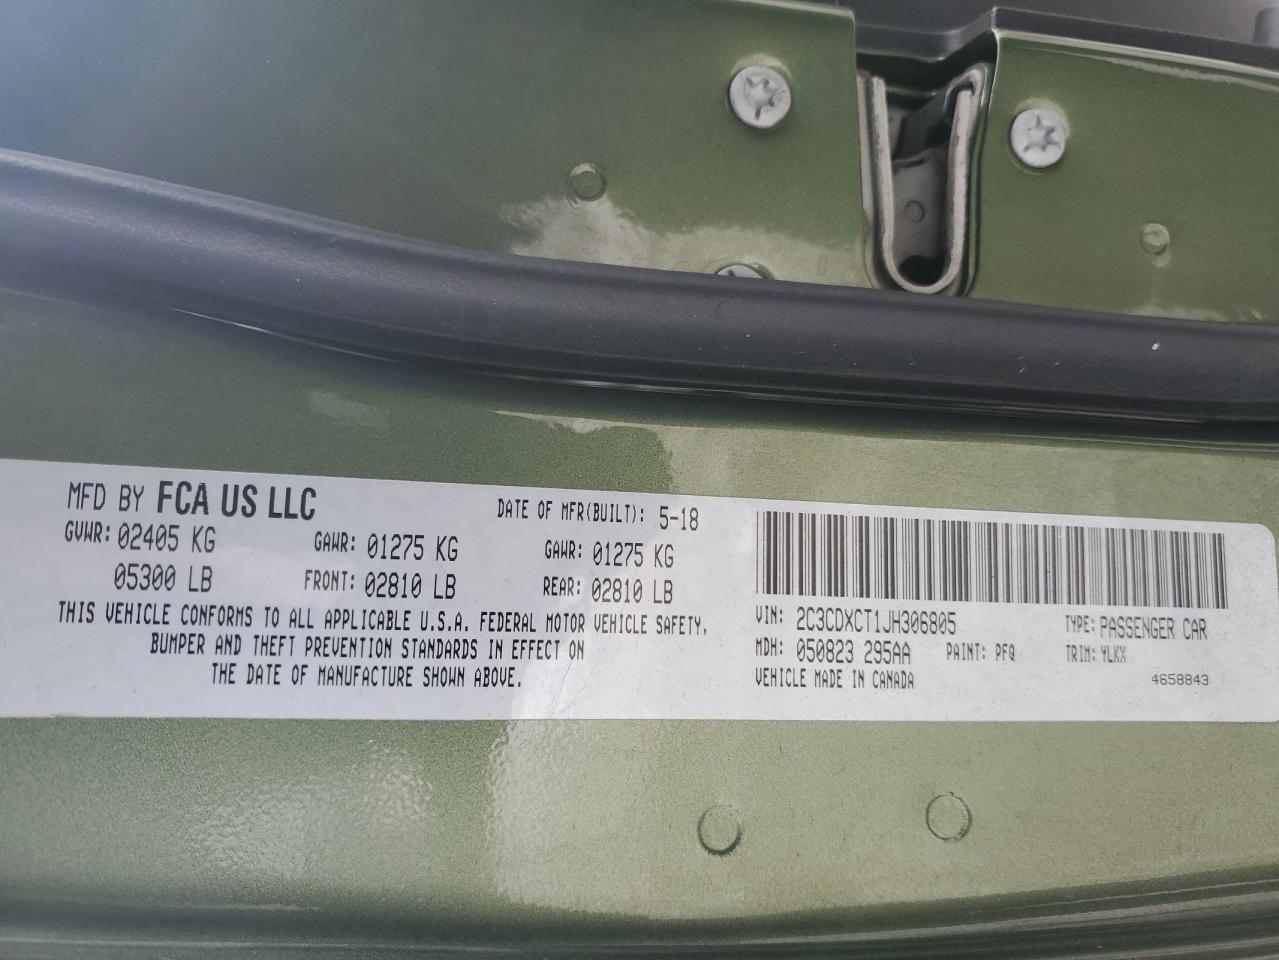 MFD BY FCA US LLC
DATE OF MFR(BUILT): 5-18
GVWR: 02405 KG
GAWR: 01275 KG
GAWR: 01275 KG
05300 LB
FRONT: 02810 LB
REAR: 02810 LB
THIS VEHICLE CONFORMS TO ALL APPLICABLE U.S.A. FEDERAL MOTOR VEHICLE SAFETY,
BUMPER AND THEFT PREVENTION STANDARDS IN EFFECT ON
THE DATE OF MANUFACTURE SHOWN ABOVE.
VIN: 2C3CDXCT1JH306805
TYPE: PASSENGER CAR
MDH: 050823 295AA
PAINT: PFQ
TRIM: YLKX
VEHICLE MADE IN CANADA
4658843